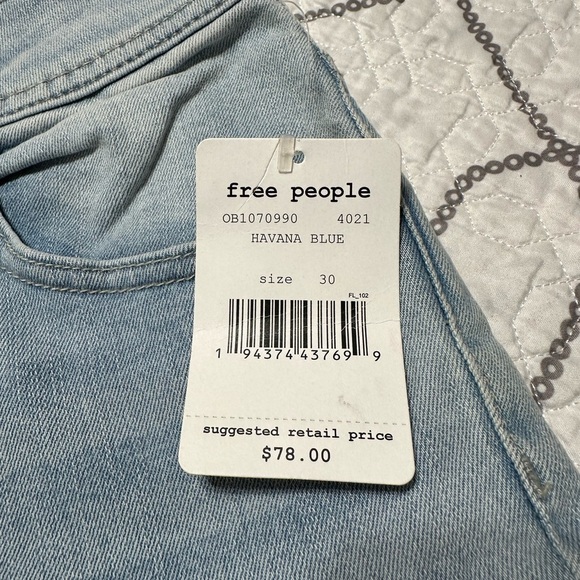 free people
OB1070990 4021
HAVANA BLUE
size 30
FL_102
1 94374 43769 9
suggested retail price
$78.00